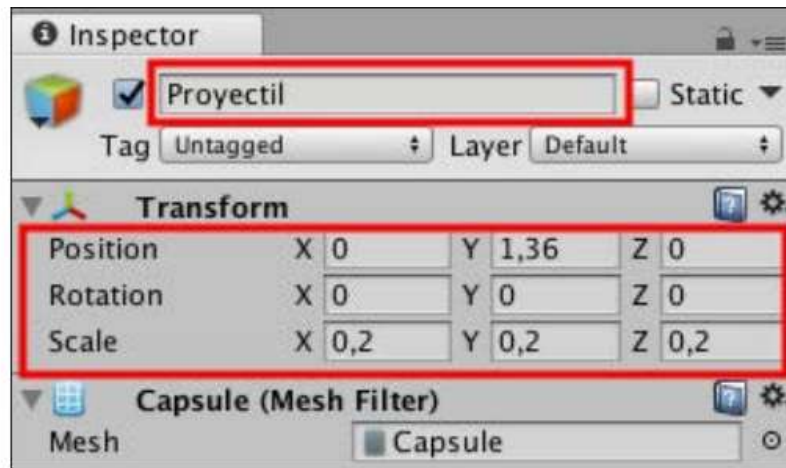 Inspector
Proyectil Static
Tag Untagged Layer Default
Transform
Position X 0 Y 1,36 Z 0
Rotation X 0 Y 0 Z 0
Scale X 0,2 Y 0,2 Z 0,2
Capsule (Mesh Filter)
Mesh Capsule